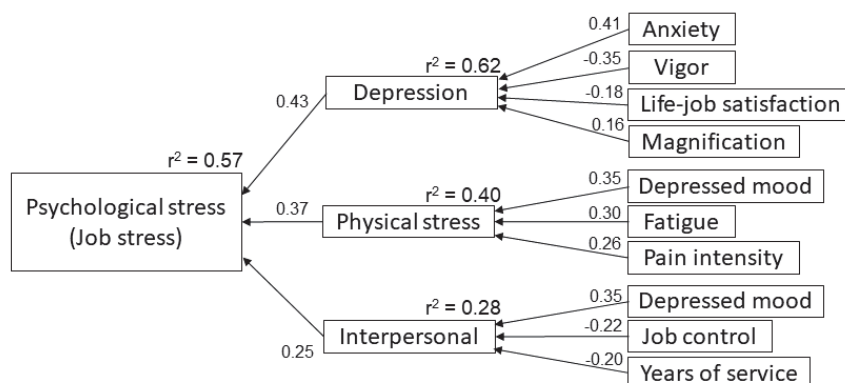 0.41
Anxiety
r² = 0.62
-0.35
Vigor
0.43
Depression
-0.18
Life-job satisfaction
0.16
Magnification
r² = 0.57
Psychological stress
(Job stress)
r² = 0.40
0.35
Depressed mood
0.37
Physical stress
0.30
Fatigue
0.26
Pain intensity
r² = 0.28
0.35
Depressed mood
0.25
Interpersonal
-0.22
Job control
-0.20
Years of service